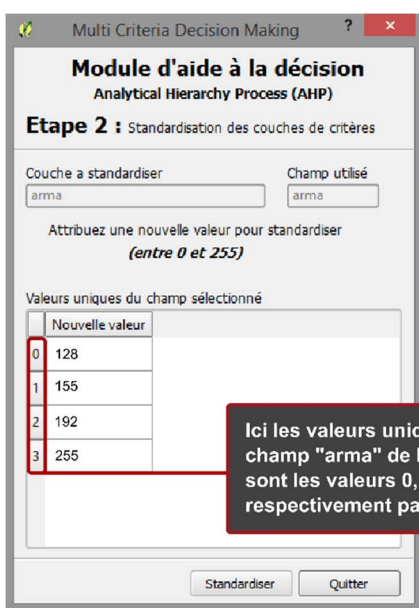 Multi Criteria Decision Making ? ×
Module d'aide à la décision
Analytical Hierarchy Process (AHP)
Etape 2 : Standardisation des couches de critères
Couche a standardiser Champ utilisé
arma arma
Attribuez une nouvelle valeur pour standardiser
(entre 0 et 255)
Valeurs uniques du champ sélectionné
Nouvelle valeur
0 128
1 155
2 192
3 255
Ici les valeurs
champ "arma" de
sont les valeurs 0,
respectivement
Standardiser Quitter